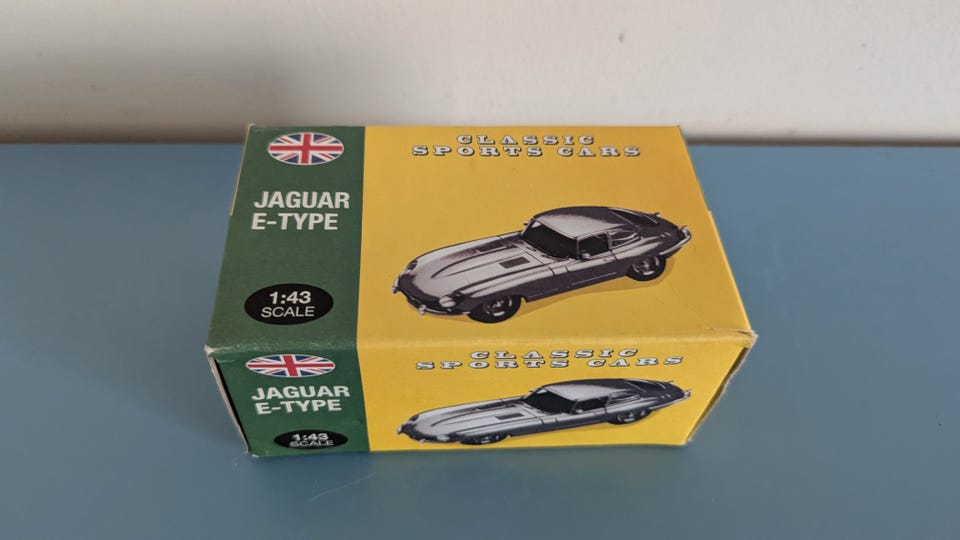 CLASSIC
SPORTS CARS
JAGUAR
E-TYPE
1:43
SCALE
CLASSIC
SPORTS CARS
JAGUAR
E-TYPE
1:43
SCALE